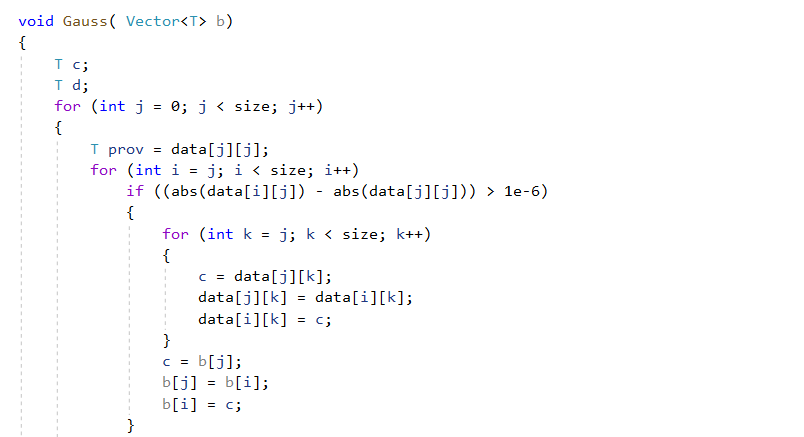 void Gauss( Vector<T> b)
{
    T c;
    T d;
    for (int j = 0; j < size; j++)
    {
        T prov = data[j][j];
        for (int i = j; i < size; i++)
            if ((abs(data[i][j]) - abs(data[j][j])) > 1e-6)
            {
                for (int k = j; k < size; k++)
                {
                    c = data[j][k];
                    data[j][k] = data[i][k];
                    data[i][k] = c;
                }
                c = b[j];
                b[j] = b[i];
                b[i] = c;
            }